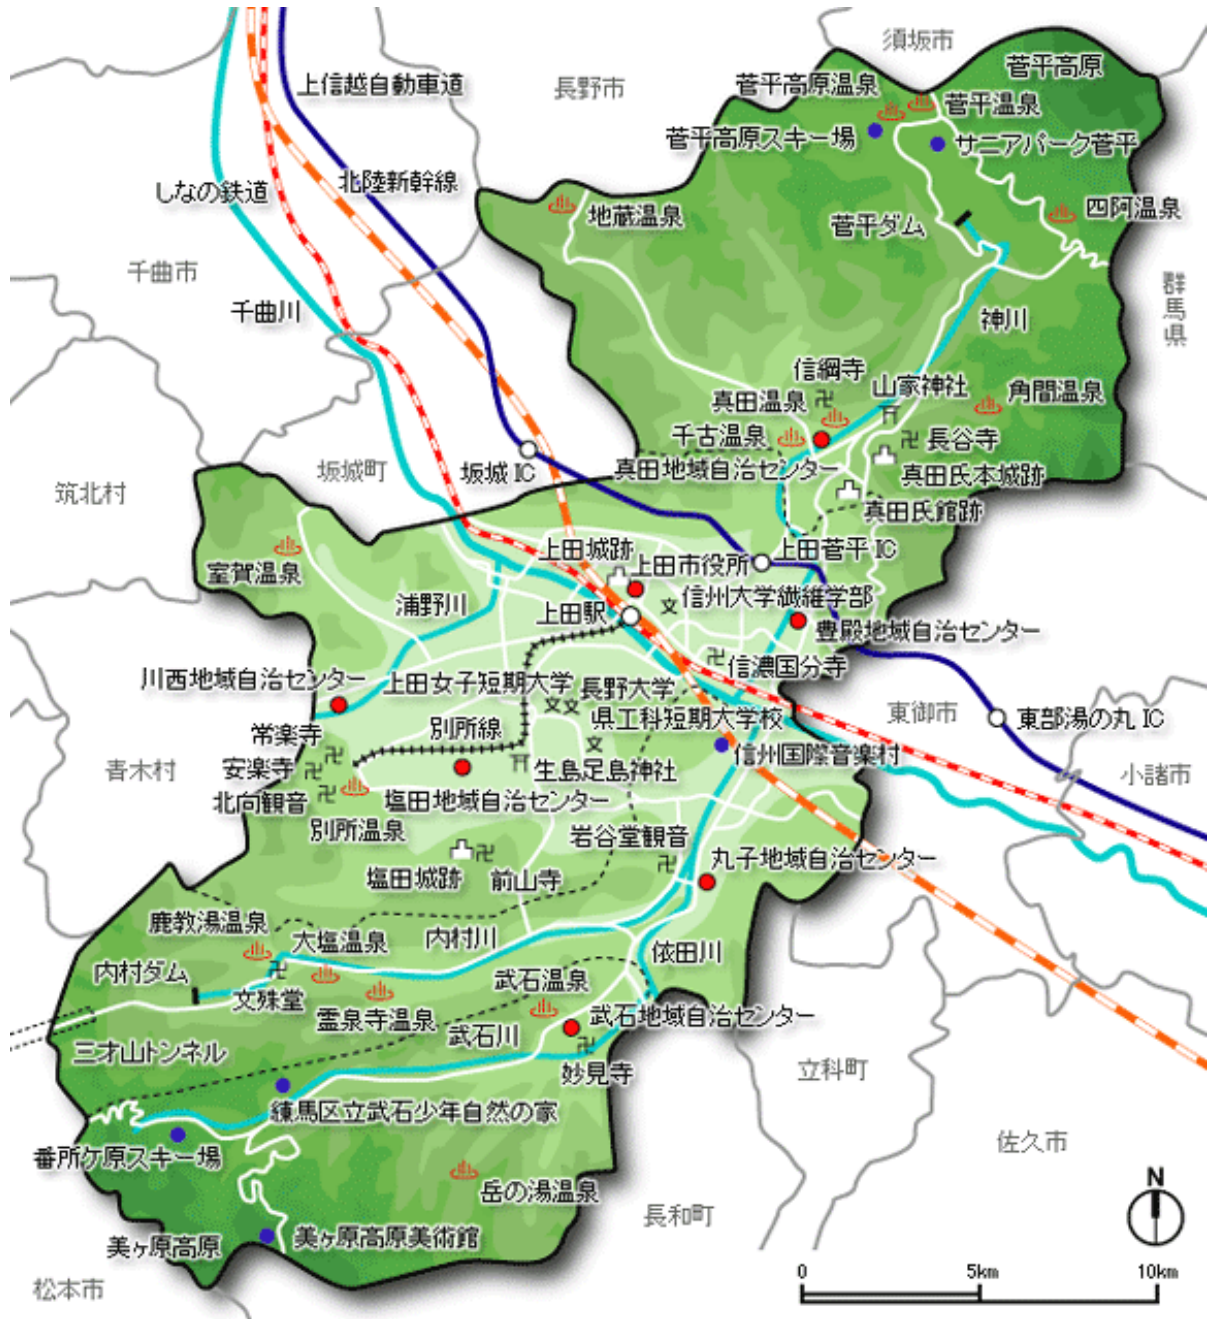 須坂市
菅平高原
上信越自動車道
長野市
菅平高原温泉
菅平温泉
菅平高原スキー場
サニアパーク菅平
しなの鉄道
北陸新幹線
地蔵温泉
菅平ダム
四阿温泉
千曲市
千曲川
群馬県
神川
信綱寺
山家神社
真田温泉
角間温泉
千古温泉
長谷寺
坂城町
坂城IC
真田地域自治センター
真田氏本城跡
筑北村
真田氏館跡
上田城跡
上田市役所
上田菅平IC
室賀温泉
浦野川
上田駅
信州大学繊維学部
豊殿地域自治センター
信濃国分寺
川西地域自治センター
上田女子短期大学
長野大学
県工科短期大学校
東御市
東部湯の丸IC
常楽寺
別所線
信州国際音楽村
青木村
安楽寺
生島足島神社
小諸市
北向観音
塩田地域自治センター
別所温泉
岩谷堂観音
丸子地域自治センター
塩田城跡
前山寺
鹿教湯温泉
大塩温泉
内村川
依田川
内村ダム
文殊堂
武石温泉
霊泉寺温泉
武石川
武石地域自治センター
三才山トンネル
妙見寺
立科町
練馬区立武石少年自然の家
佐久市
番所ケ原スキー場
岳の湯温泉
長和町
N
美ヶ原高原
美ヶ原高原美術館
松本市
0 5km 10km